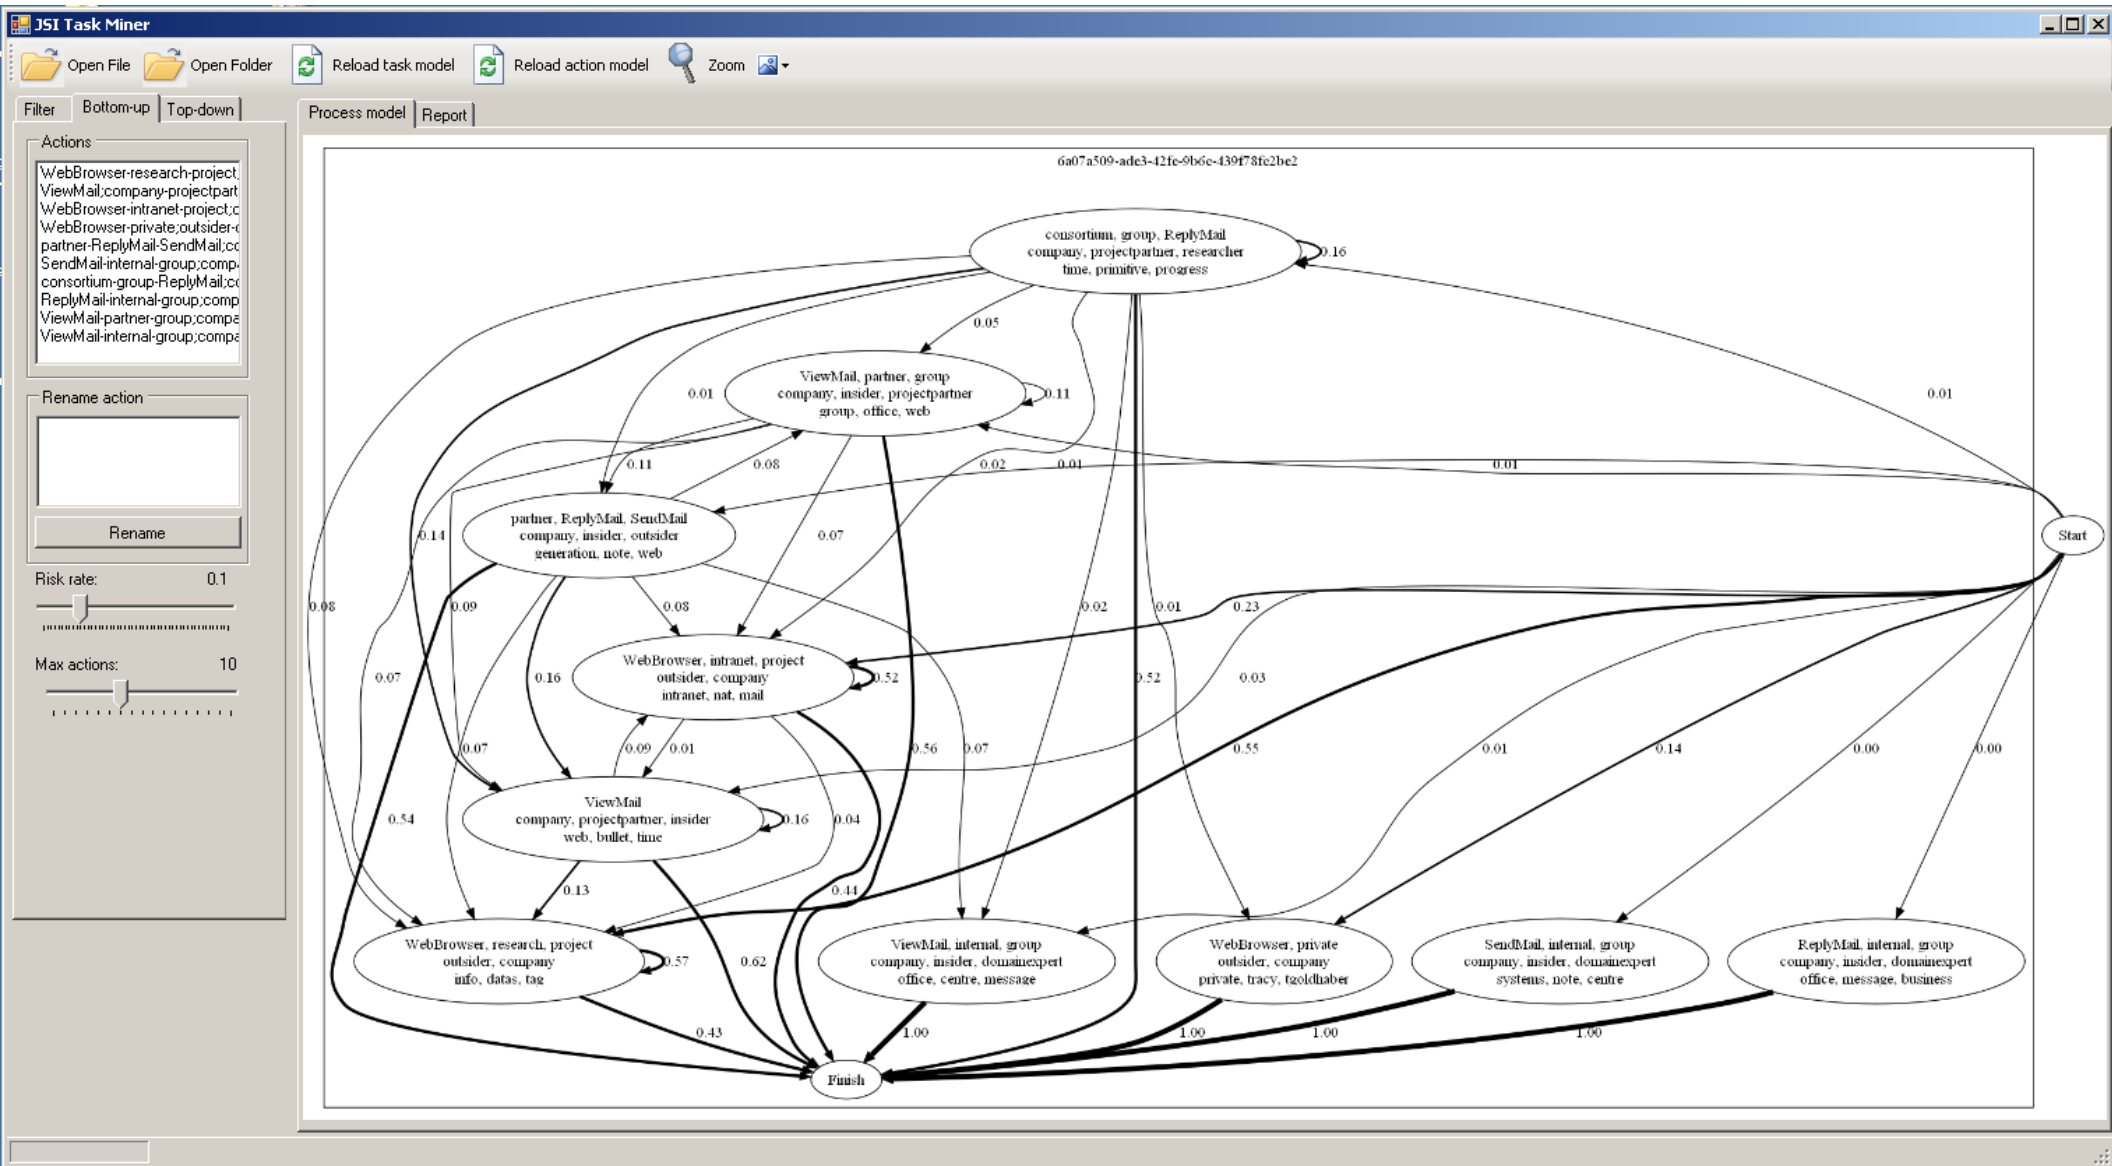 JSI Task Miner
Open File
Open Folder
Reload task model
Reload action model
Zoom
Filter
Bottom-up
Top-down
Process model
Report
Actions
WebBrowser-research-project,
ViewMail;company-projectpart
WebBrowser-intranet-project;c
WebBrowser-private;outsider-c
partner-ReplyMail-SendMail;cc
SendMail-internal-group;compa
consortium-group-ReplyMail;cc
ReplyMail-internal-group;comp
ViewMail-partner-group;compa
ViewMail-internal-group;compa
Rename action
Rename
Risk rate: 0.1
Max actions: 10
6a07a509-ade3-42fe-9b6c-439f78fc2be2
consortium, group, ReplyMail
company, projectpartner, researcher
time, primitive, progress
0.16
0.05
ViewMail, partner, group
company, insider, projectpartner
group, office, web
0.01
0.11
0.01
0.11
0.08
0.02
0.01
0.01
partner, ReplyMail, SendMail
company, insider, outsider
generation, note, web
0.14
0.07
Start
0.08
0.09
0.08
0.02
0.01
0.23
WebBrowser, intranet, project
outsider, company
intranet, nat, mail
0.07
0.16
0.52
0.52
0.03
0.07
0.09
0.01
0.56
0.07
0.55
0.01
0.14
0.00
0.00
ViewMail
company, projectpartner, insider
web, bullet, time
0.54
0.16
0.04
0.13
0.44
WebBrowser, research, project
outsider, company
info, datas, tag
0.57
0.62
ViewMail, internal, group
company, insider, domainexpert
office, centre, message
WebBrowser, private
outsider, company
private, tracy, tgoldhaber
SendMail, internal, group
company, insider, domainexpert
systems, note, centre
ReplyMail, internal, group
company, insider, domainexpert
office, message, business
0.43
1.00
1.00
1.00
1.00
Finish